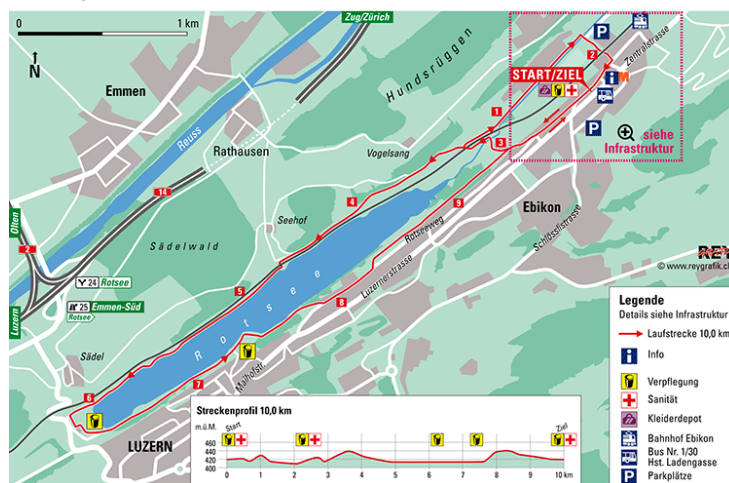 0 1 km
Zug/Zürich
N
Emmen
Hundsrüggen
Reuss
Rathausen
Vogelsang
START/ZIEL
Zentralstrasse
M
siehe
Infrastruktur
1
2
3
4
5
6
7
8
9
14
Olten
2
Luzern
24 Rotsee
25 Emmen-Süd
Rotsee
Sädelwald
Seehof
Sädel
Rotsee
Rotseeweg
Luzernerstrasse
Maihofstr.
Ebikon
Schlösslistrasse
LUZERN
© www.reygrafik.ch
Legende
Details siehe Infrastruktur
Laufstrecke 10,0 km
Info
Verpflegung
Sanität
Kleiderdepot
Bahnhof Ebikon
Bus Nr. 1/30
Hst. Ladengasse
P Parkplätze
Streckenprofil 10,0 km
m.ü.M. Start Ziel
460
440
420
400
0 1 2 3 4 5 6 7 8 9 10 km